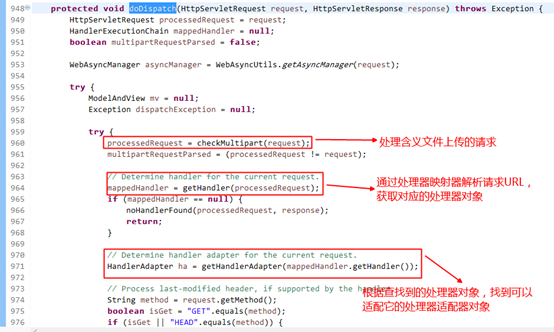 948 protected void doDispatch(HttpServletRequest request, HttpServletResponse response) throws Exception {
949 HttpServletRequest processedRequest = request;
950 HandlerExecutionChain mappedHandler = null;
951 boolean multipartRequestParsed = false;
952
953 WebAsyncManager asyncManager = WebAsyncUtils.getAsyncManager(request);
954
955 try {
956 ModelAndView mv = null;
957 Exception dispatchException = null;
958
959 try {
960 processedRequest = checkMultipart(request);
处理含义文件上传的请求
961 multipartRequestParsed = (processedRequest != request);
962
963 // Determine handler for the current request.
964 mappedHandler = getHandler(processedRequest);
通过处理器映射器解析请求URL，
获取对应的处理器对象
965 if (mappedHandler == null) {
966 noHandlerFound(processedRequest, response);
967 return;
968 }
969
970 // Determine handler adapter for the current request.
971 HandlerAdapter ha = getHandlerAdapter(mappedHandler.getHandler());
972
根据查找到的处理器对象，找到可以
适配它的处理器适配器对象
973 // Process last-modified header, if supported by the handler.
974 String method = request.getMethod();
975 boolean isGet = "GET".equals(method);
976 if (isGet || "HEAD".equals(method)) {